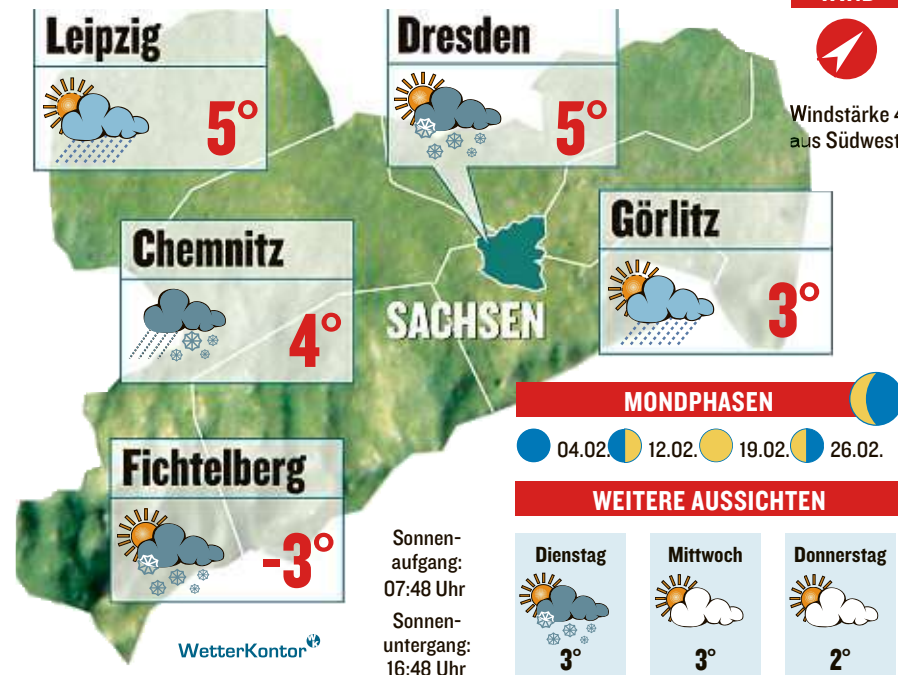 Leipzig
5°
Dresden
5°
Windstärke 4
aus Südwest
Chemnitz
4°
Görlitz
3°
SACHSEN
Fichtelberg
-3°
MONDPHASEN
04.02. 12.02. 19.02. 26.02.
WEITERE AUSSICHTEN
Sonnen-
aufgang:
07:48 Uhr
Sonnen-
untergang:
16:48 Uhr
Dienstag
3°
Mittwoch
3°
Donnerstag
2°
WetterKontor